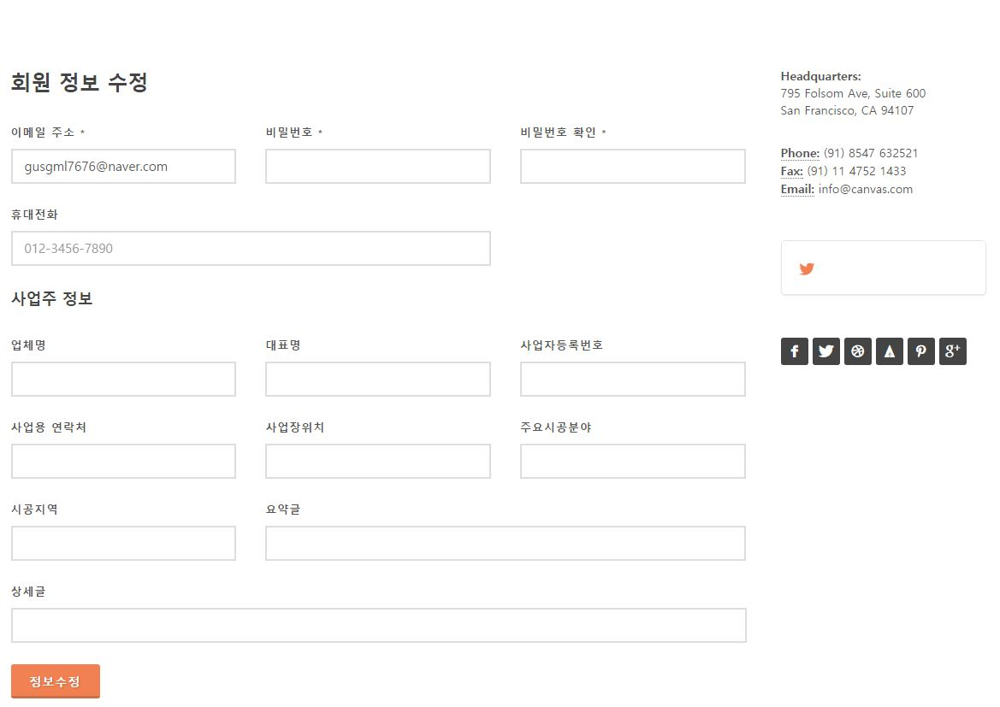 회원 정보 수정
이메일 주소 * 비밀번호 * 비밀번호 확인 *
gusgml7676@naver.com
휴대전화
012-3456-7890
사업주 정보
업체명 대표명 사업자등록번호
사업용 연락처 사업장위치 주요시공분야
시공지역 요약글
상세글
정보수정
Headquarters:
795 Folsom Ave, Suite 600
San Francisco, CA 94107
Phone: (91) 8547 632521
Fax: (91) 11 4752 1433
Email: info@canvas.com